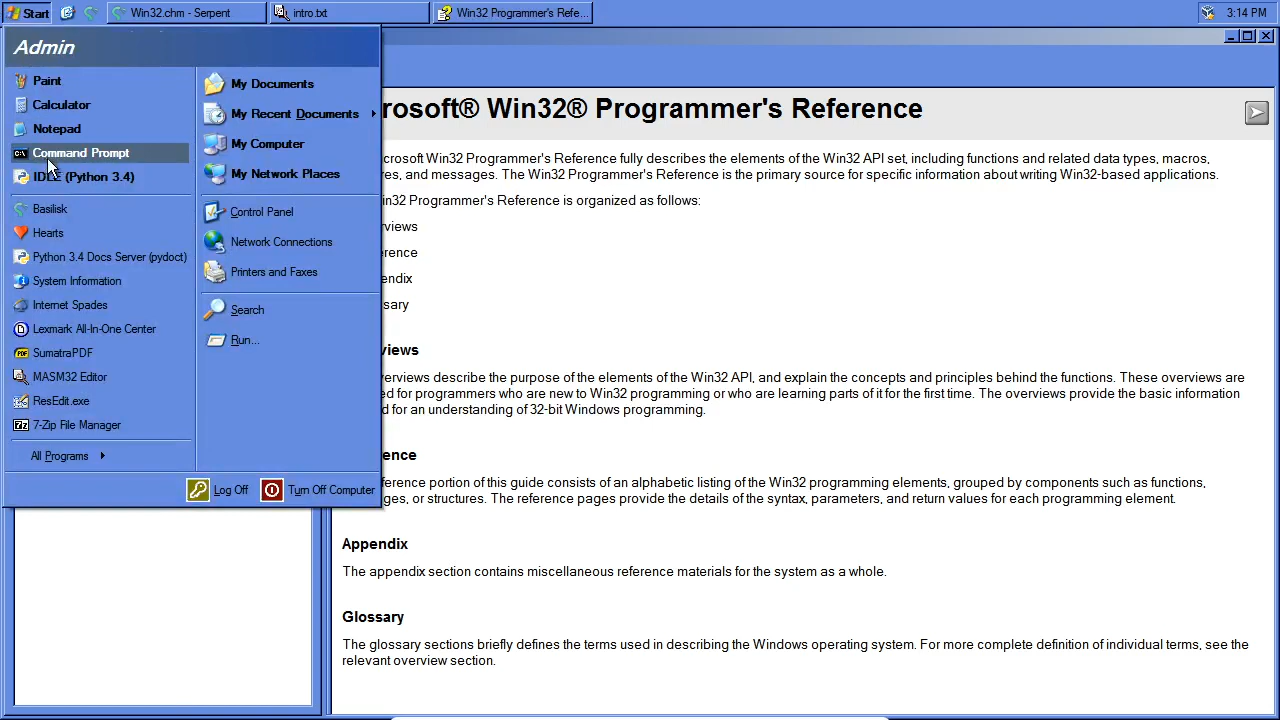 Start
Win32.chm - Serpent
intro.txt
Win32 Programmer's Refe...
3:14 PM
Admin
Paint
Calculator
Notepad
Command Prompt
IDLE (Python 3.4)
Basilisk
Hearts
Python 3.4 Docs Server (pydoct)
System Information
Internet Spades
Lexmark All-In-One Center
SumatraPDF
MASM32 Editor
ResEdit.exe
7-Zip File Manager
All Programs
My Documents
My Recent Documents
My Computer
My Network Places
Control Panel
Network Connections
Printers and Faxes
Search
Run...
Log Off
Turn Off Computer
rosoft® Win32® Programmer's Reference
crosoft Win32 Programmer's Reference fully describes the elements of the Win32 API set, including functions and related data types, macros,
res, and messages. The Win32 Programmer's Reference is the primary source for specific information about writing Win32-based applications.
in32 Programmer's Reference is organized as follows:
views
rence
ndix
sary
views
verviews describe the purpose of the elements of the Win32 API, and explain the concepts and principles behind the functions. These overviews are
ed for programmers who are new to Win32 programming or who are learning parts of it for the first time. The overviews provide the basic information
d for an understanding of 32-bit Windows programming.
ence
ference portion of this guide consists of an alphabetic listing of the Win32 programming elements, grouped by components such as functions,
ges, or structures. The reference pages provide the details of the syntax, parameters, and return values for each programming element.
Appendix
The appendix section contains miscellaneous reference materials for the system as a whole.
Glossary
The glossary sections briefly defines the terms used in describing the Windows operating system. For more complete definition of individual terms, see the
relevant overview section.